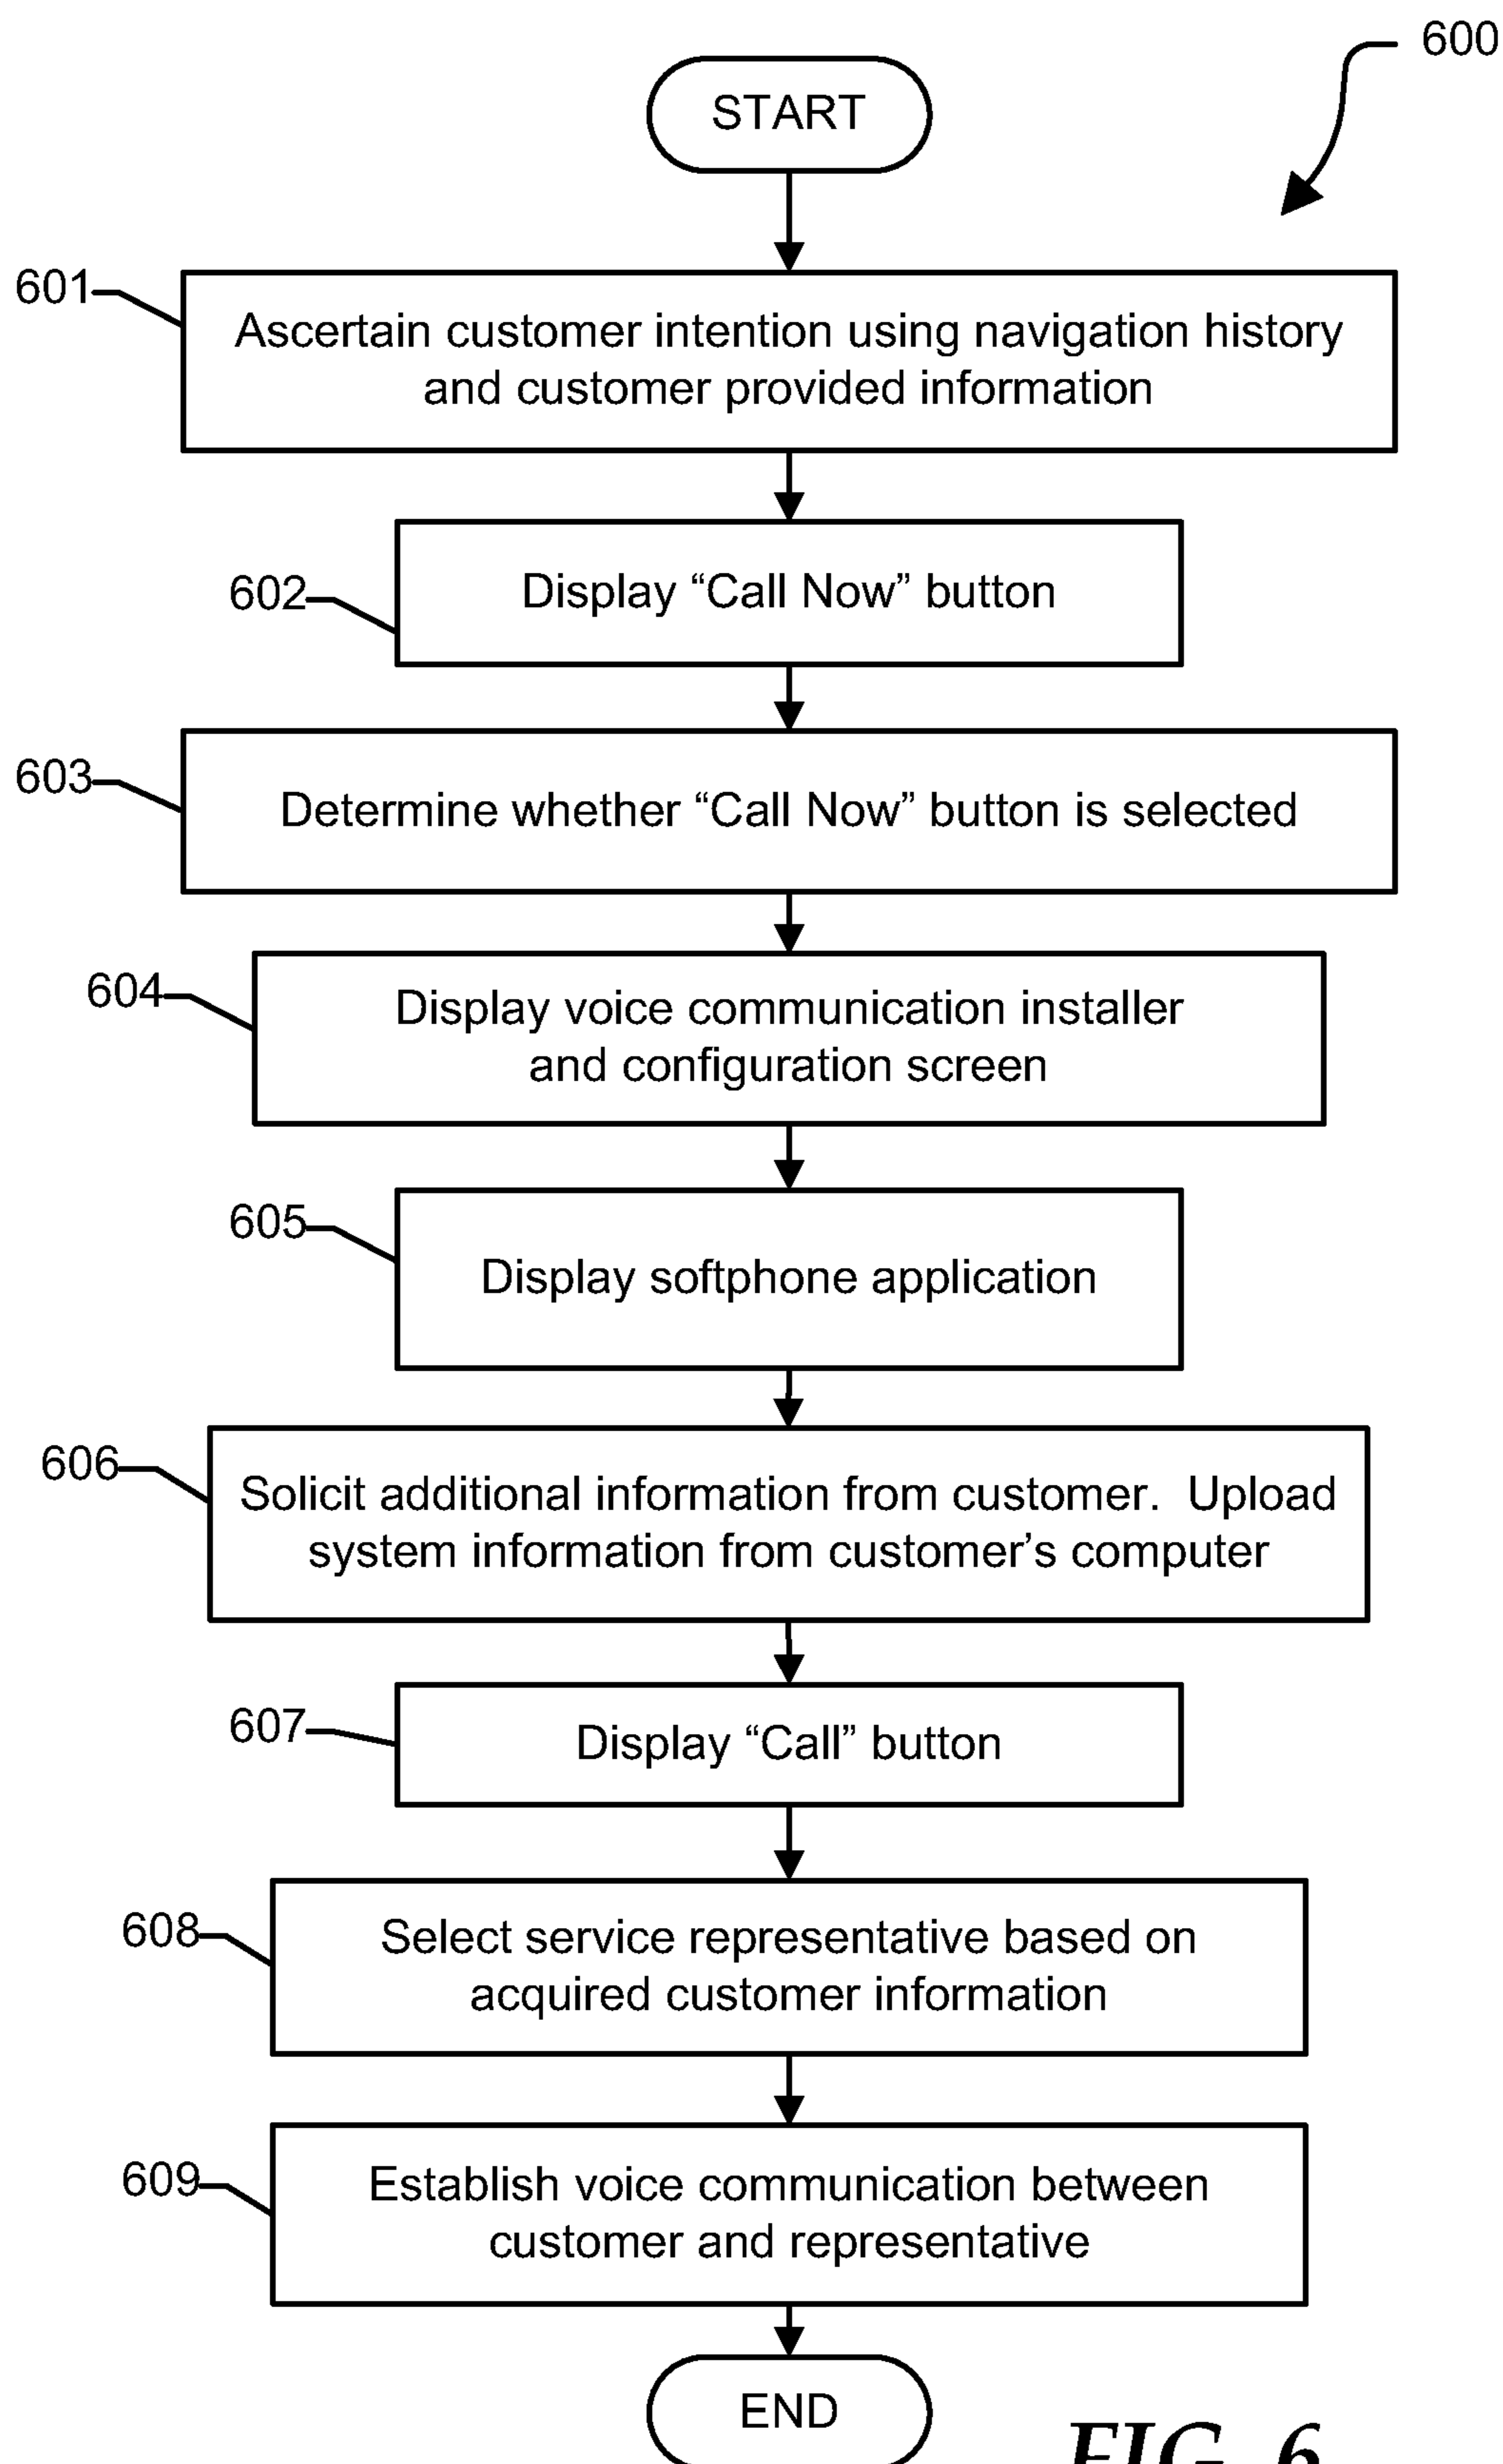 600
START
601
Ascertain customer intention using navigation history
and customer provided information
602
Display “Call Now” button
603
Determine whether “Call Now” button is selected
604
Display voice communication installer
and configuration screen
605
Display softphone application
606
Solicit additional information from customer.  Upload
system information from customer’s computer
607
Display “Call” button
608
Select service representative based on
acquired customer information
609
Establish voice communication between
customer and representative
END
FIG. 6